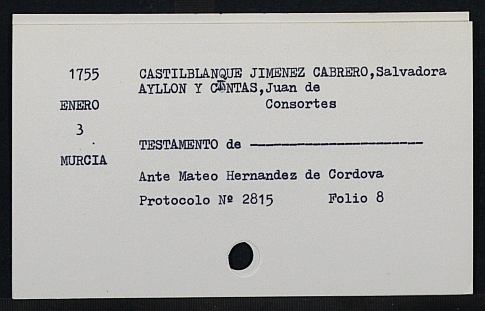 1755 CASTILBLANQUE JIMENEZ CABRERO,Salvadora
AYLLON Y CINTAS,Juan de
ENERO Consortes
3
TESTAMENTO de ----------------------
MURCIA
Ante Mateo Hernandez de Cordova
Protocolo Nº 2815 Folio 8